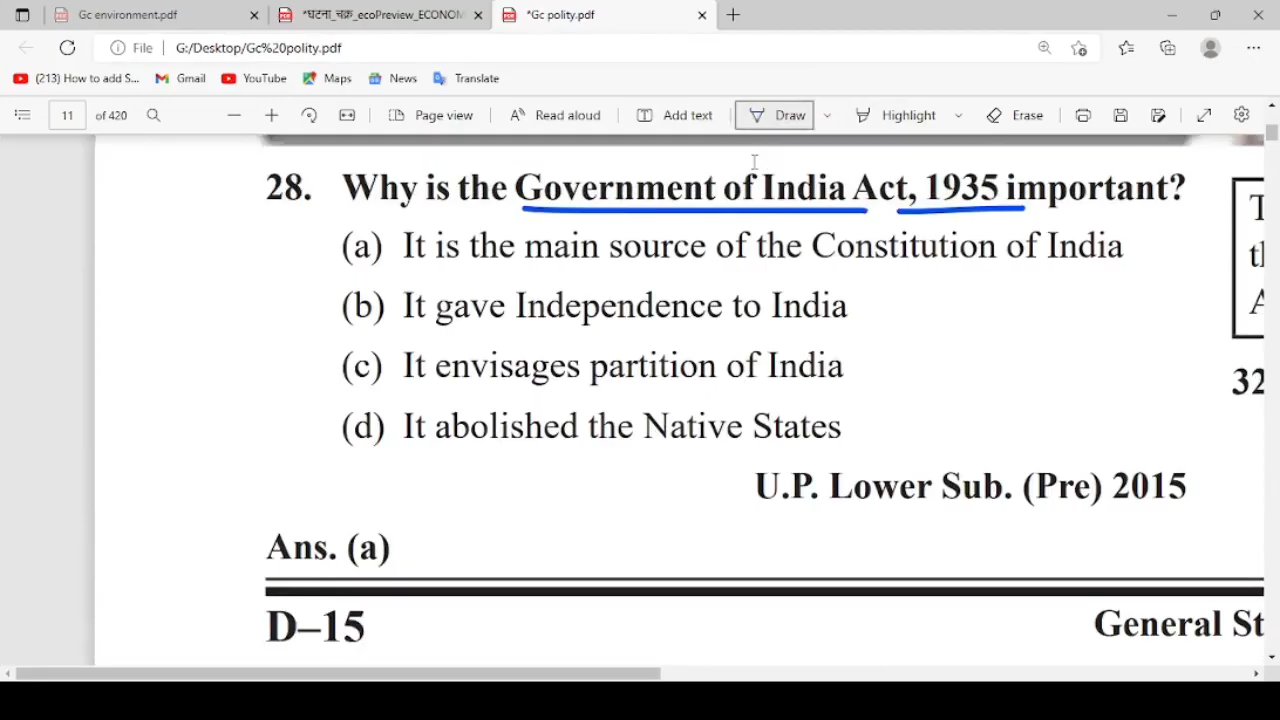 Gc environment.pdf
*घटना_चक्र_ecoPreview_ECONOM
*Gc polity.pdf
File
G:/Desktop/Gc%20polity.pdf
(213) How to add S...
Gmail
YouTube
Maps
News
Translate
11 of 420
Page view
Read aloud
Add text
Draw
Highlight
Erase
28. Why is the Government of India Act, 1935 important?
(a) It is the main source of the Constitution of India
(b) It gave Independence to India
(c) It envisages partition of India
(d) It abolished the Native States
U.P. Lower Sub. (Pre) 2015
Ans. (a)
D–15
General St
T
th
A
32